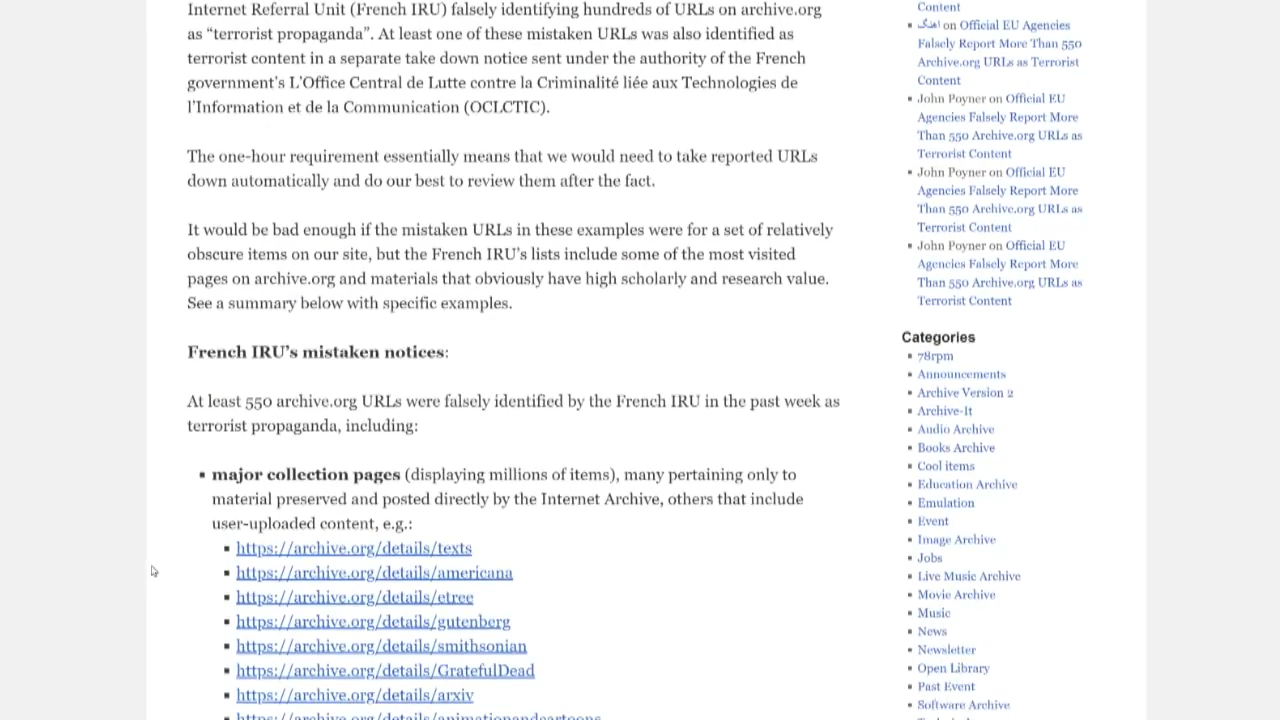 Internet Referral Unit (French IRU) falsely identifying hundreds of URLs on archive.org
as “terrorist propaganda”. At least one of these mistaken URLs was also identified as
terrorist content in a separate take down notice sent under the authority of the French
government's L'Office Central de Lutte contre la Criminalité liée aux Technologies de
l'Information et de la Communication (OCLCTIC).
The one-hour requirement essentially means that we would need to take reported URLs
down automatically and do our best to review them after the fact.
It would be bad enough if the mistaken URLs in these examples were for a set of relatively
obscure items on our site, but the French IRU's lists include some of the most visited
pages on archive.org and materials that obviously have high scholarly and research value.
See a summary below with specific examples.
French IRU's mistaken notices:
At least 550 archive.org URLs were falsely identified by the French IRU in the past week as
terrorist propaganda, including:
▪ major collection pages (displaying millions of items), many pertaining only to
material preserved and posted directly by the Internet Archive, others that include
user-uploaded content, e.g.:
▪ https://archive.org/details/texts
▪ https://archive.org/details/americana
▪ https://archive.org/details/etree
▪ https://archive.org/details/gutenberg
▪ https://archive.org/details/smithsonian
▪ https://archive.org/details/GratefulDead
▪ https://archive.org/details/arxiv
▪ https://archive.org/details/animationandcartoons
Content
▪ on Official EU Agencies
Falsely Report More Than 550
Archive.org URLs as Terrorist
Content
▪ John Poyner on Official EU
Agencies Falsely Report More
Than 550 Archive.org URLs as
Terrorist Content
▪ John Poyner on Official EU
Agencies Falsely Report More
Than 550 Archive.org URLs as
Terrorist Content
▪ John Poyner on Official EU
Agencies Falsely Report More
Than 550 Archive.org URLs as
Terrorist Content
Categories
▪ 78rpm
▪ Announcements
▪ Archive Version 2
▪ Archive-It
▪ Audio Archive
▪ Books Archive
▪ Cool items
▪ Education Archive
▪ Emulation
▪ Event
▪ Image Archive
▪ Jobs
▪ Live Music Archive
▪ Movie Archive
▪ Music
▪ News
▪ Newsletter
▪ Open Library
▪ Past Event
▪ Software Archive